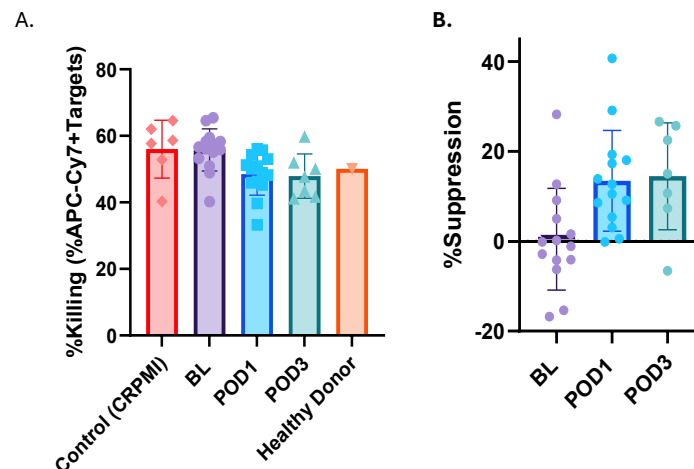 A.
%Killing (%APC-Cy7+Targets)
80
60
40
20
0
Control (CRPMI)
BL
POD1
POD3
Healthy Donor
B.
%Suppression
40
20
0
-20
BL
POD1
POD3